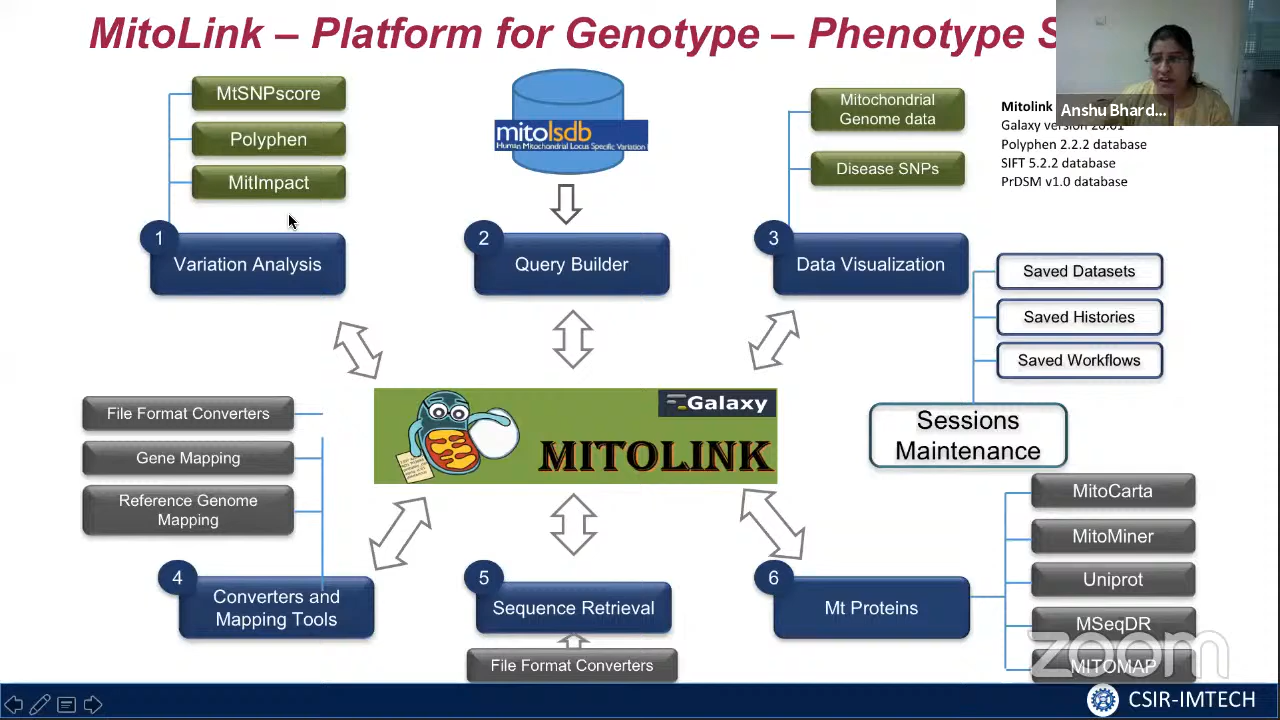 MitoLink – Platform for Genotype – Phenotype S
Anshu Bhard...
MtSNPscore
Polyphen
MitImpact
1
Variation Analysis
mitolsdb
Human Mitochondrial Locus Specific Variation
2
Query Builder
Mitochondrial
Genome data
Disease SNPs
3
Data Visualization
Mitolink
Galaxy version 20.01
Polyphen 2.2.2 database
SIFT 5.2.2 database
PrDSM v1.0 database
Saved Datasets
Saved Histories
Saved Workflows
Sessions
Maintenance
Galaxy
MITOLINK
File Format Converters
Gene Mapping
Reference Genome
Mapping
4
Converters and
Mapping Tools
5
Sequence Retrieval
File Format Converters
6
Mt Proteins
MitoCarta
MitoMiner
Uniprot
MSeqDR
MITOMAP
zoom
CSIR-IMTECH